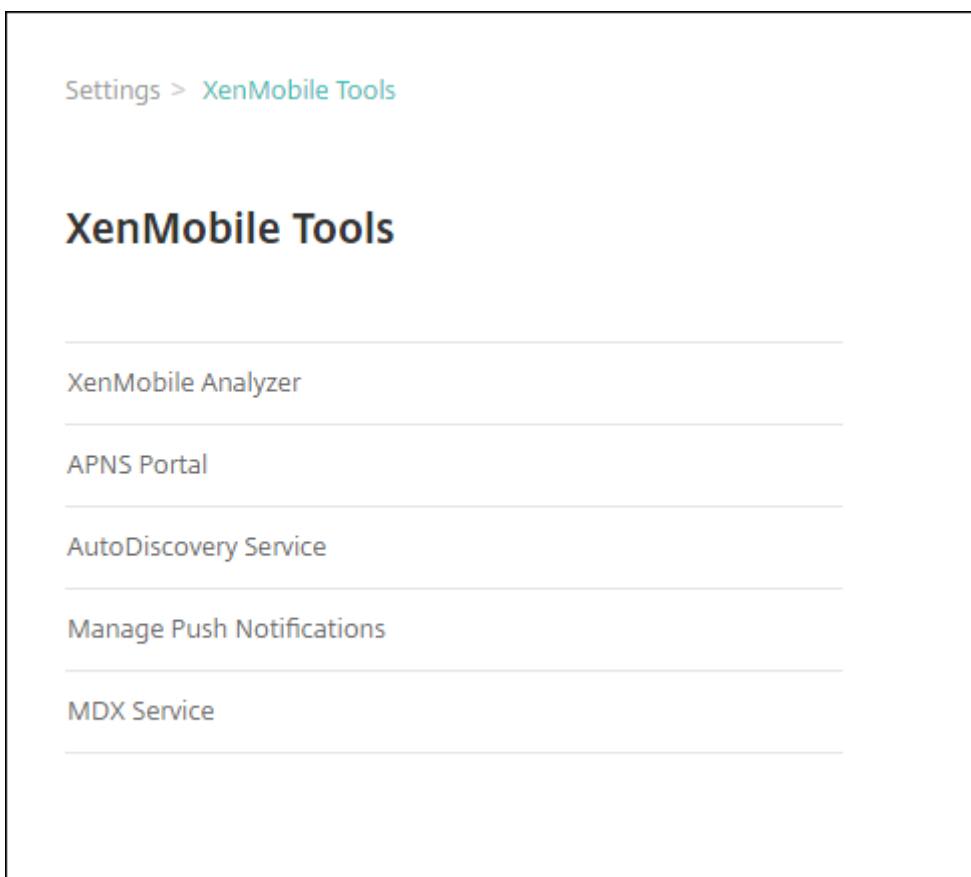 Settings > XenMobile Tools
XenMobile Tools
XenMobile Analyzer
APNS Portal
AutoDiscovery Service
Manage Push Notifications
MDX Service